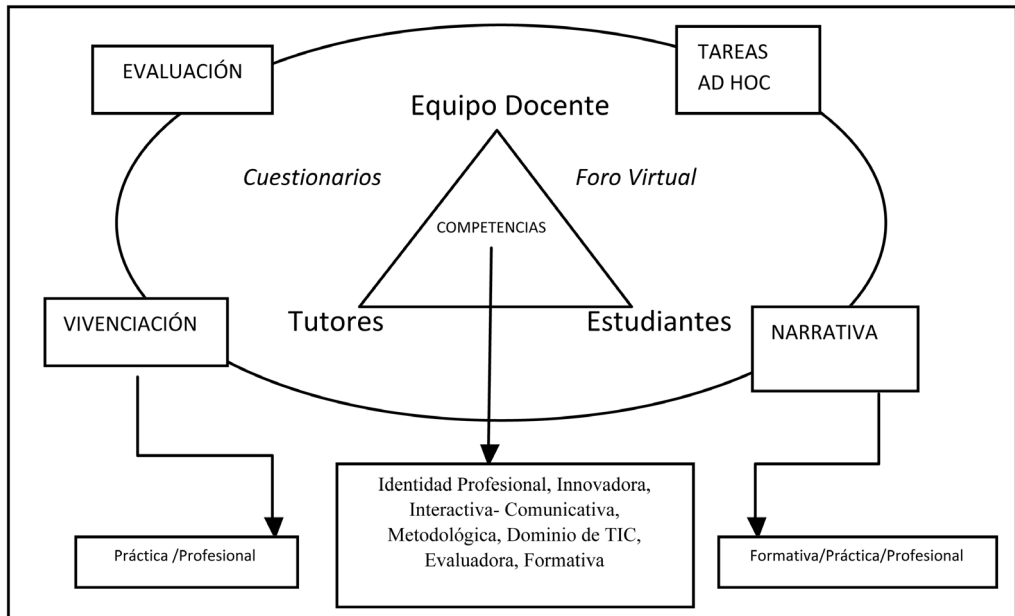 EVALUACIÓN
TAREAS
AD HOC
Equipo Docente
Cuestionarios
Foro Virtual
COMPETENCIAS
VIVENCIACIÓN
Tutores
Estudiantes
NARRATIVA
Identidad Profesional, Innovadora,
Interactiva- Comunicativa,
Metodológica, Dominio de TIC,
Evaluadora, Formativa
Práctica /Profesional
Formativa/Práctica/Profesional